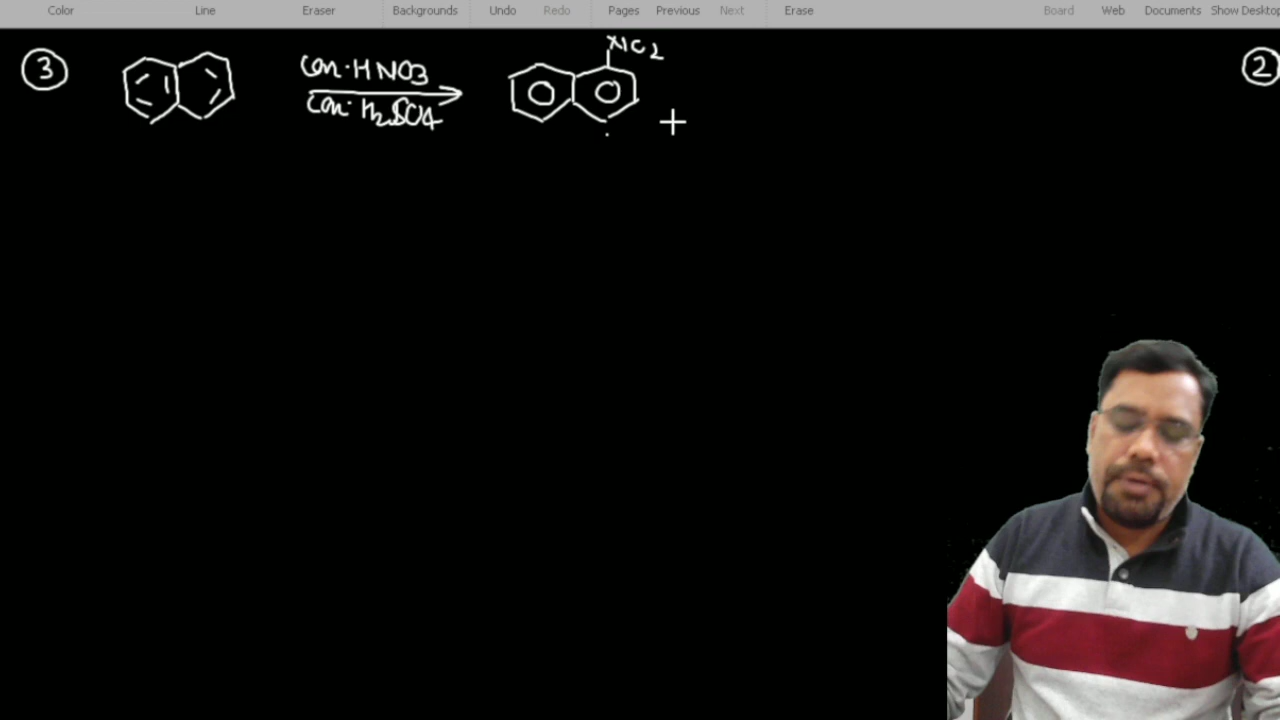 Color Line Eraser Backgrounds Undo Redo Pages Previous Next Erase Board Web Documents Show Desktop
3 con·HNO3 NO2 + 2
con·H2SO4